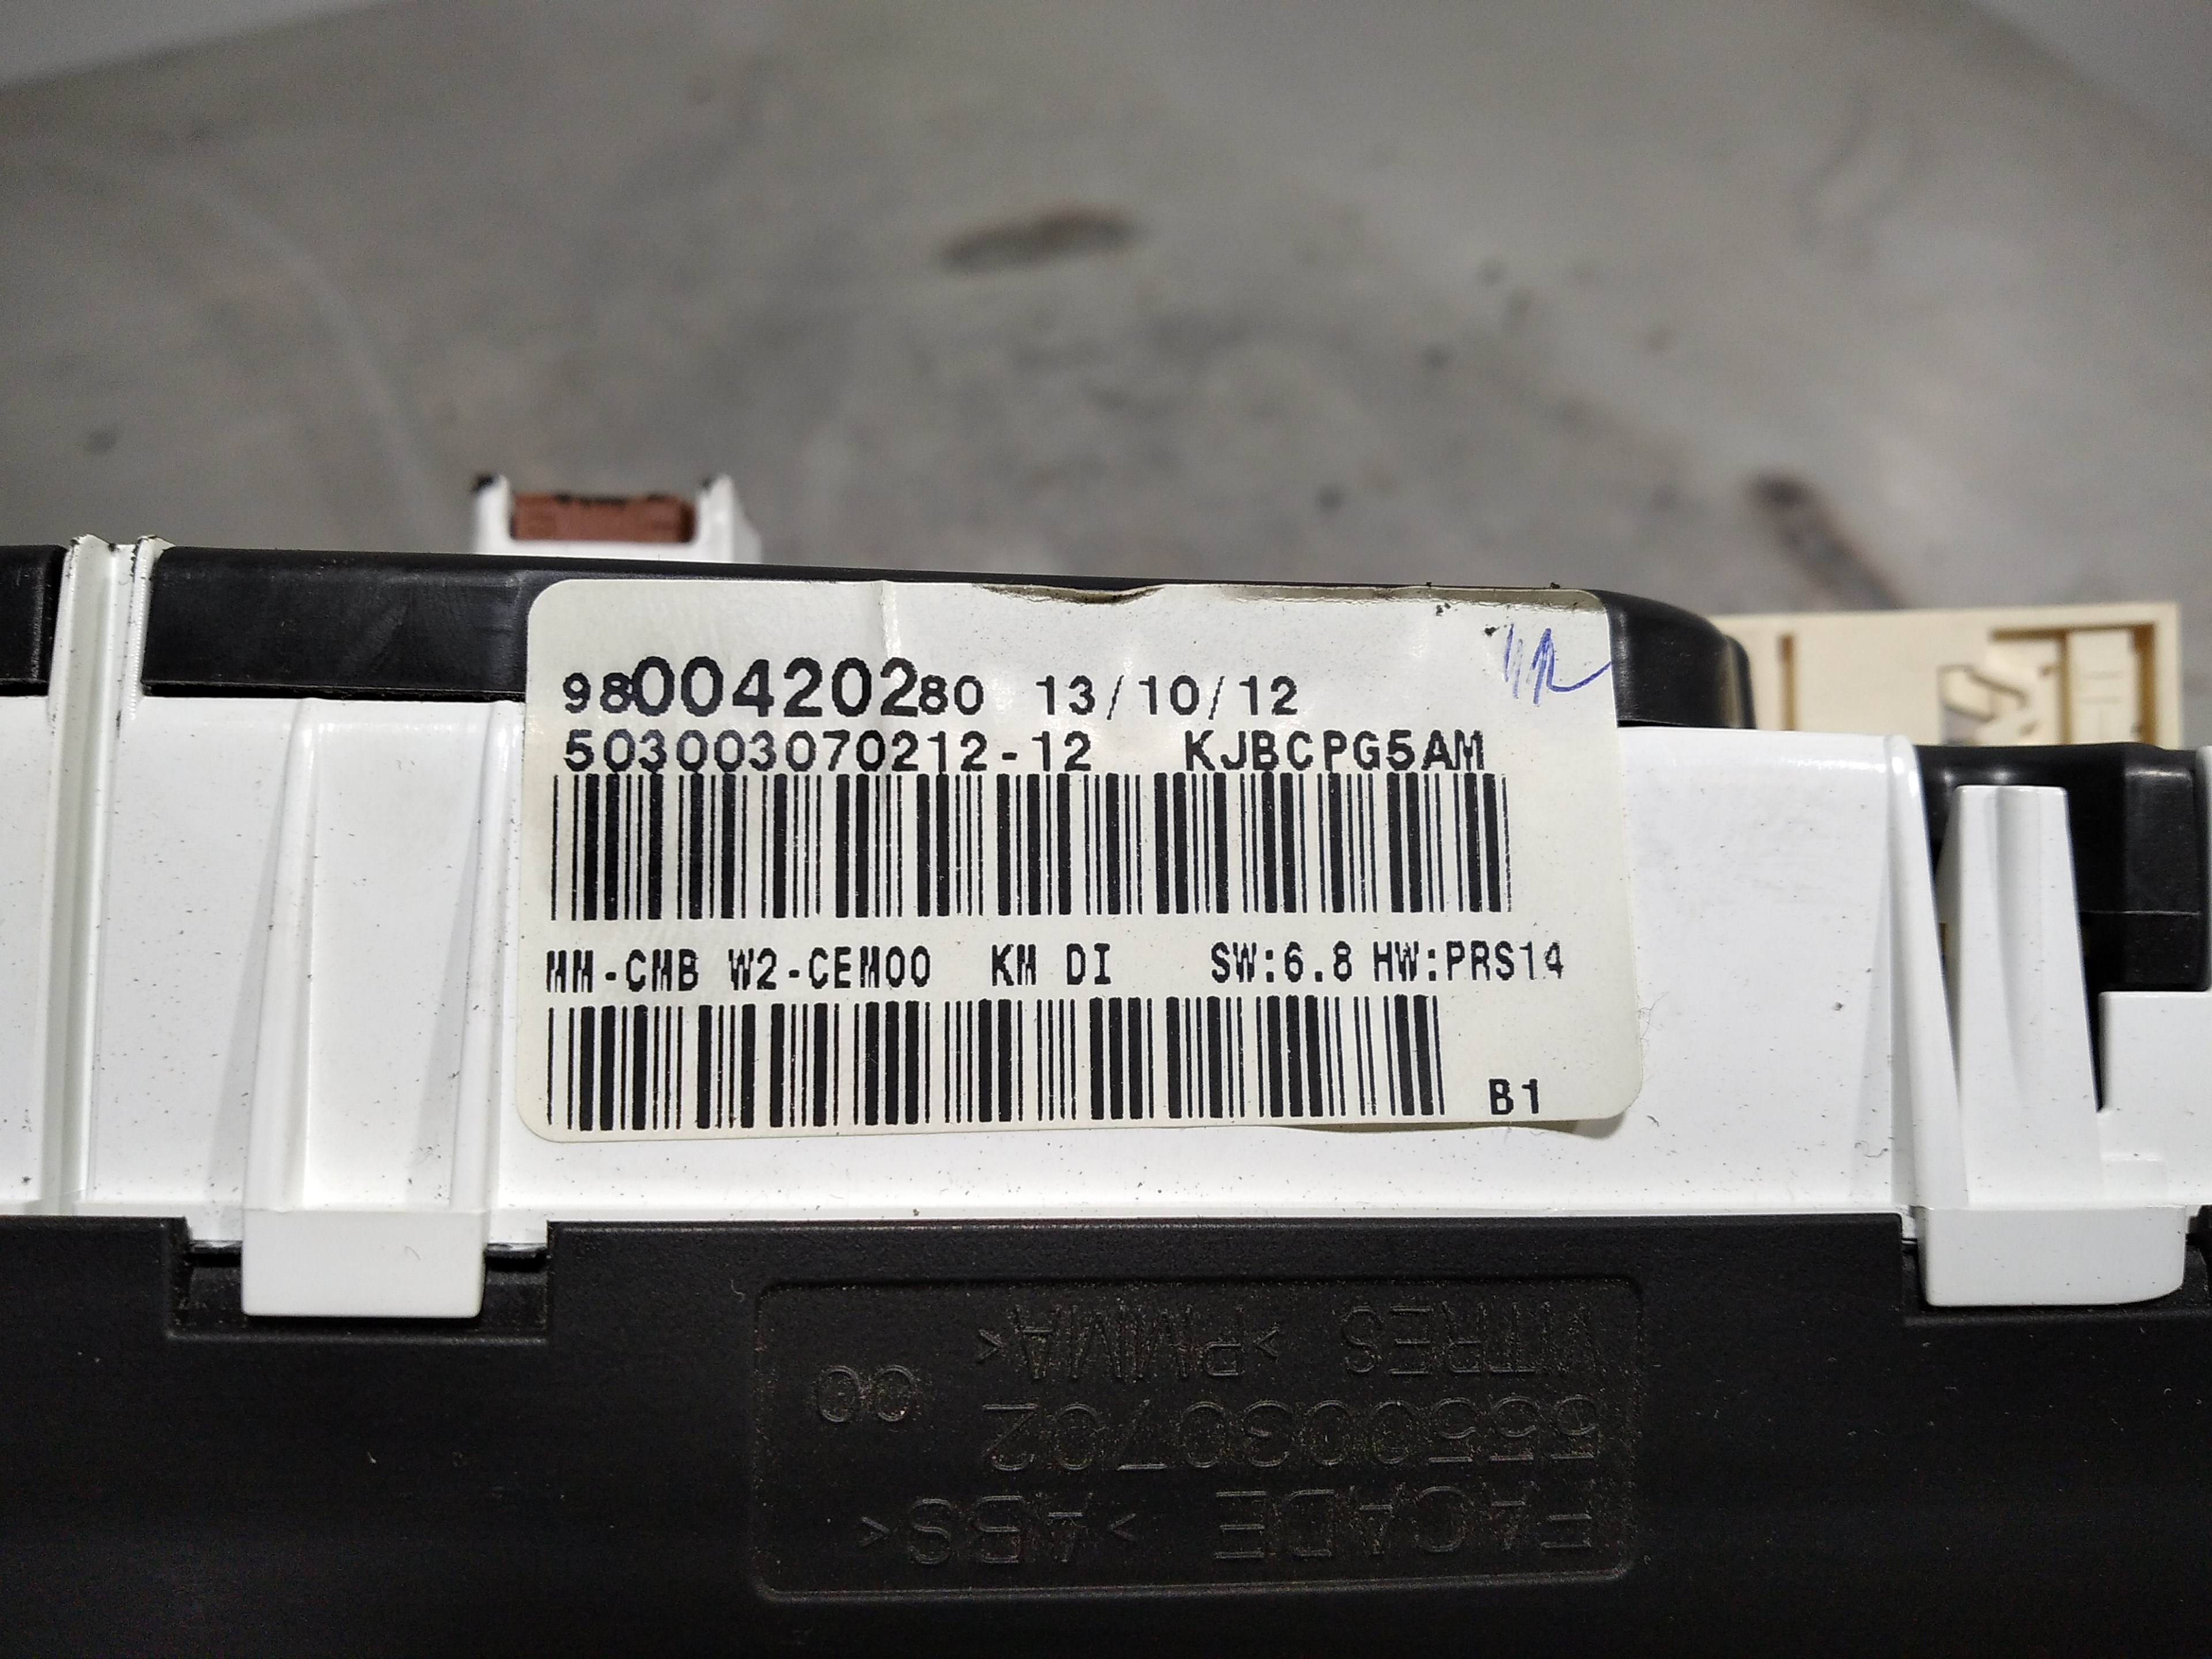 9800420280 13/10/12
503003070212-12 KJBCPG5AM
MM-CMB W2-CEM00 KM DI SW:6.8 HW:PRS14
B1
FACADE >ABS<
5550030702 00
VITRES >PMMA<